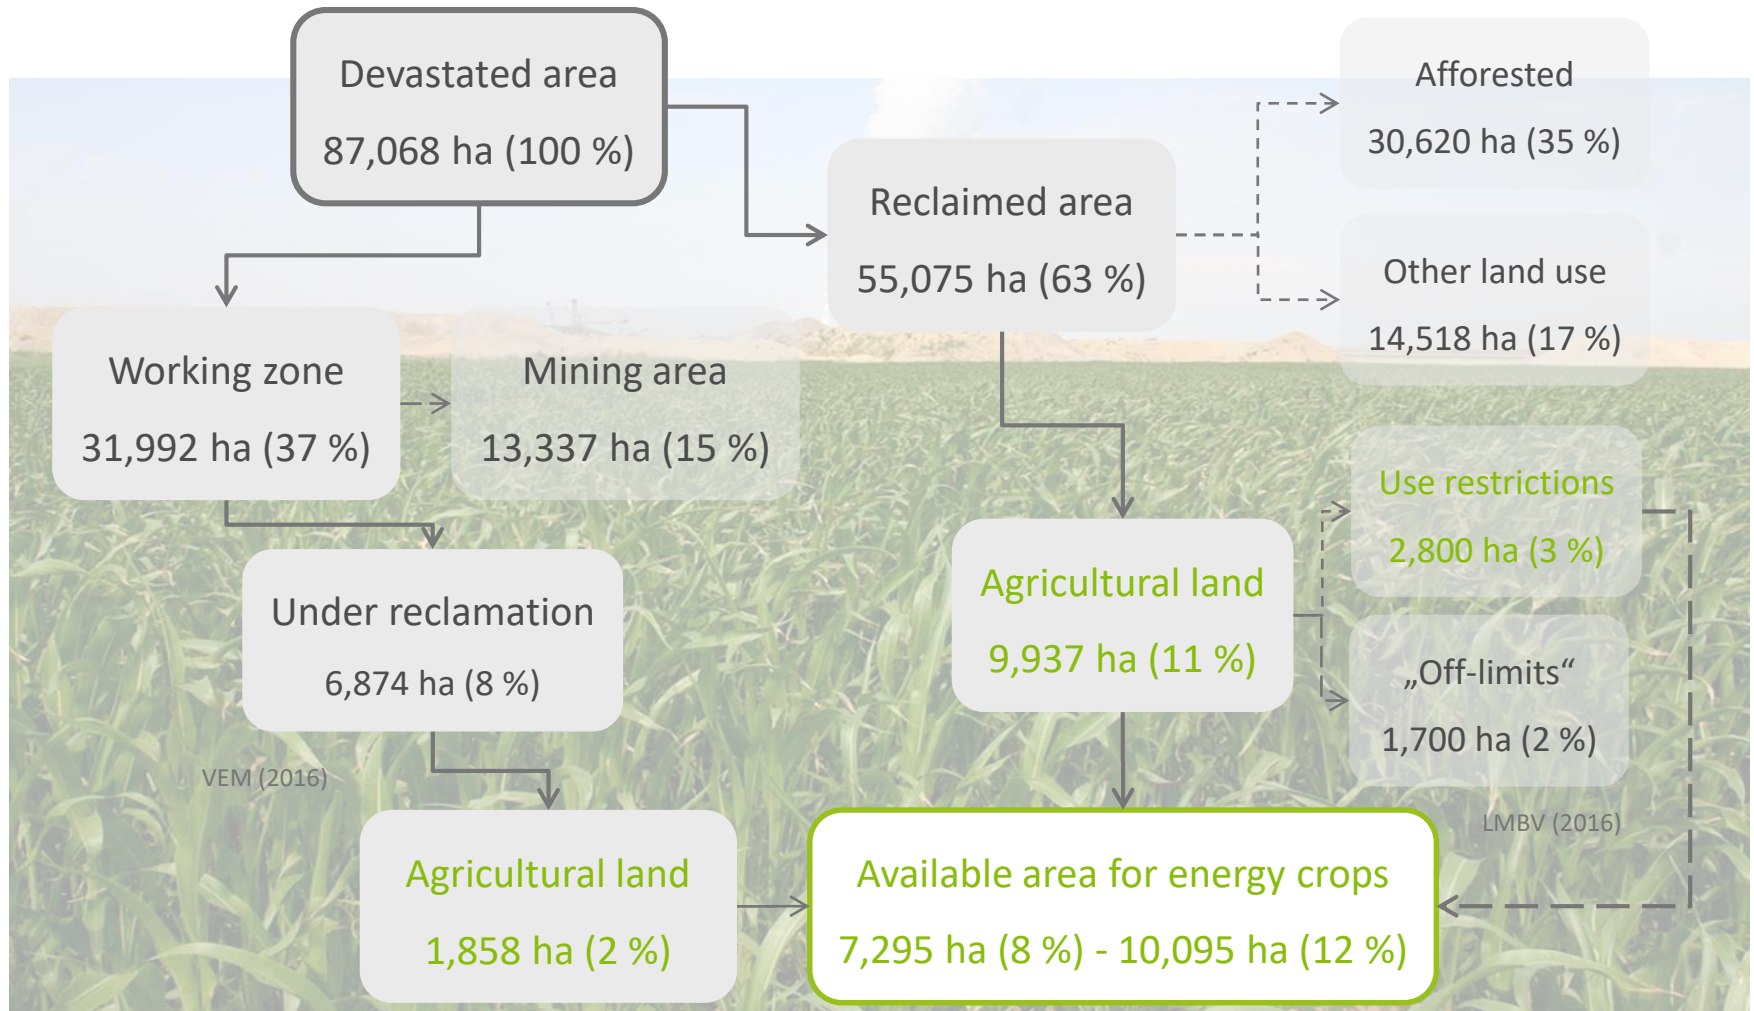 Devastated area
87,068 ha (100 %)
Afforested
30,620 ha (35 %)
Reclaimed area
55,075 ha (63 %)
Other land use
14,518 ha (17 %)
Working zone
31,992 ha (37 %)
Mining area
13,337 ha (15 %)
Use restrictions
2,800 ha (3 %)
Under reclamation
6,874 ha (8 %)
Agricultural land
9,937 ha (11 %)
„Off-limits“
1,700 ha (2 %)
VEM (2016)
LMBV (2016)
Agricultural land
1,858 ha (2 %)
Available area for energy crops
7,295 ha (8 %) - 10,095 ha (12 %)